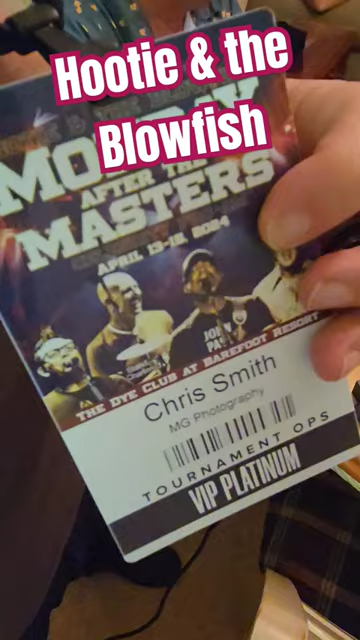 Hootie & the
Blowfish
MONDAY
AFTER THE
MASTERS
APRIL 13-15, 2024
THE DYE CLUB AT BAREFOOT RESORT
Chris Smith
MG Photography
TOURNAMENT OPS
VIP PLATINUM